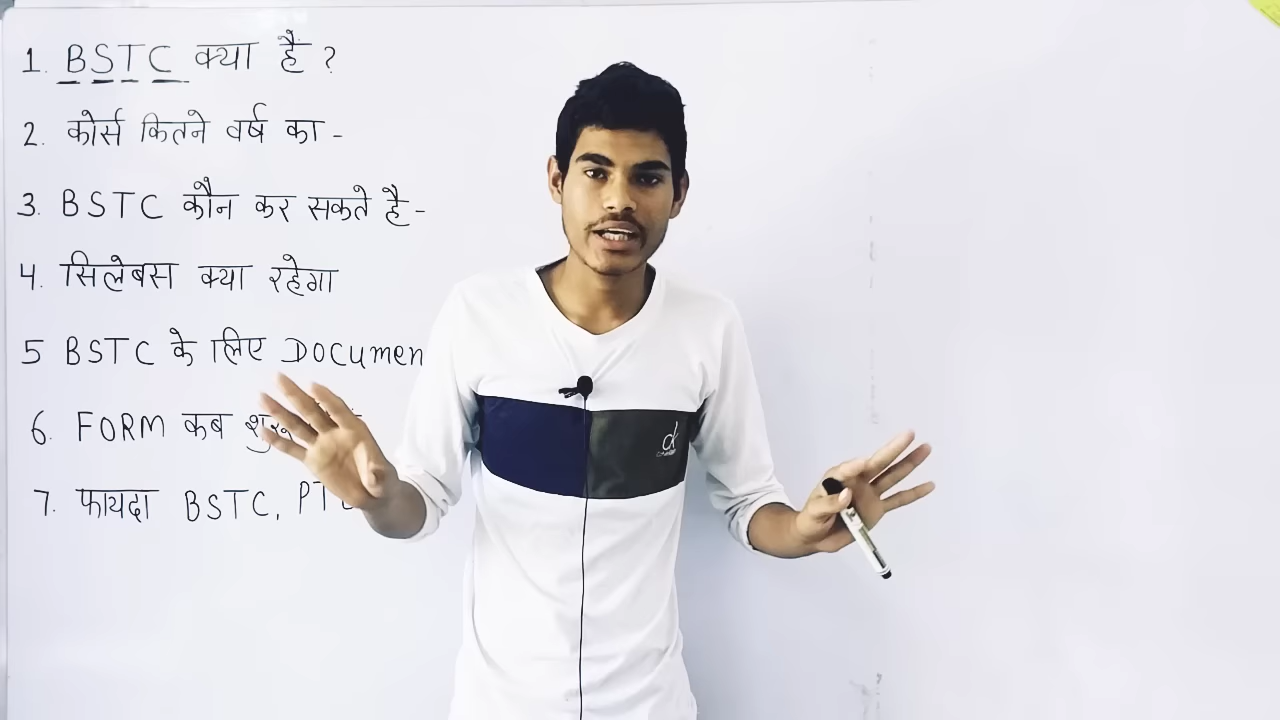 1. BSTC क्या है ?
2. कोर्स कितने वर्ष का -
3. BSTC कौन कर सकते है -
4. सिलेबस क्या रहेगा
5 BSTC के लिए DOCUMEN
6. FORM कब
7. फायदा BSTC,